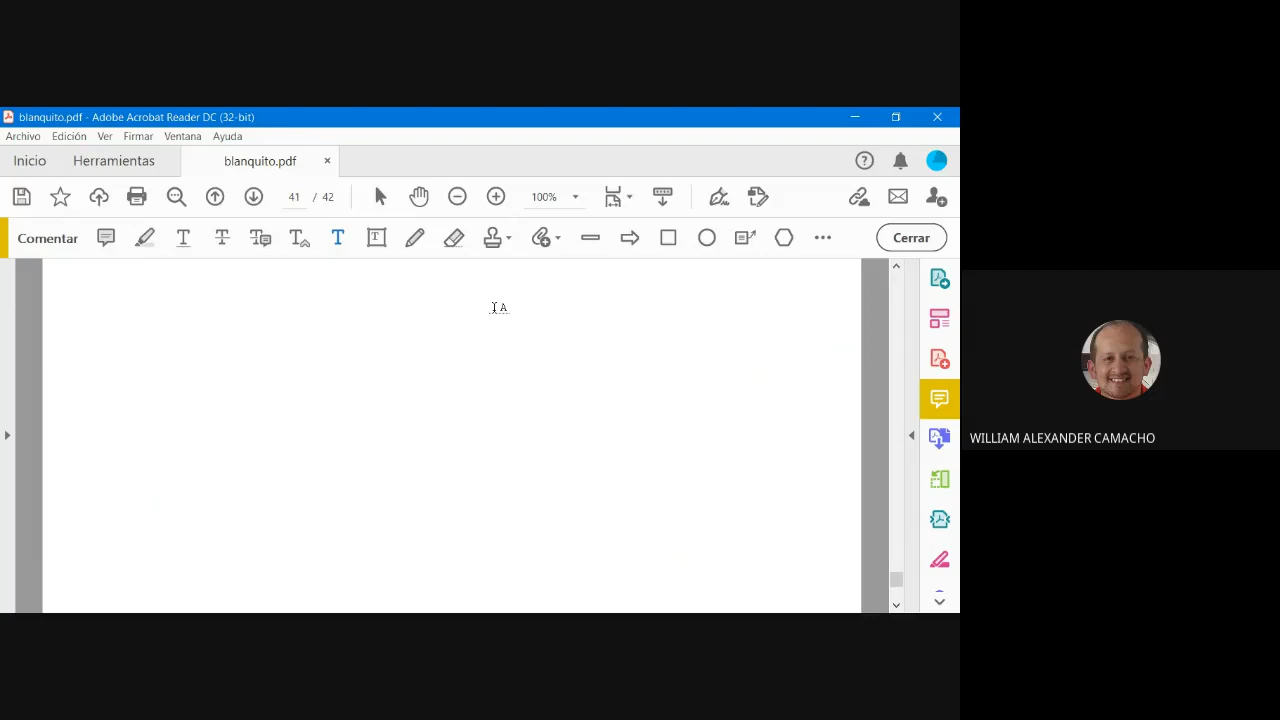 blanquito.pdf - Adobe Acrobat Reader DC (32-bit)
Archivo Edición Ver Firmar Ventana Ayuda
Inicio Herramientas blanquito.pdf
41 / 42 100%
Comentar Cerrar
WILLIAM ALEXANDER CAMACHO